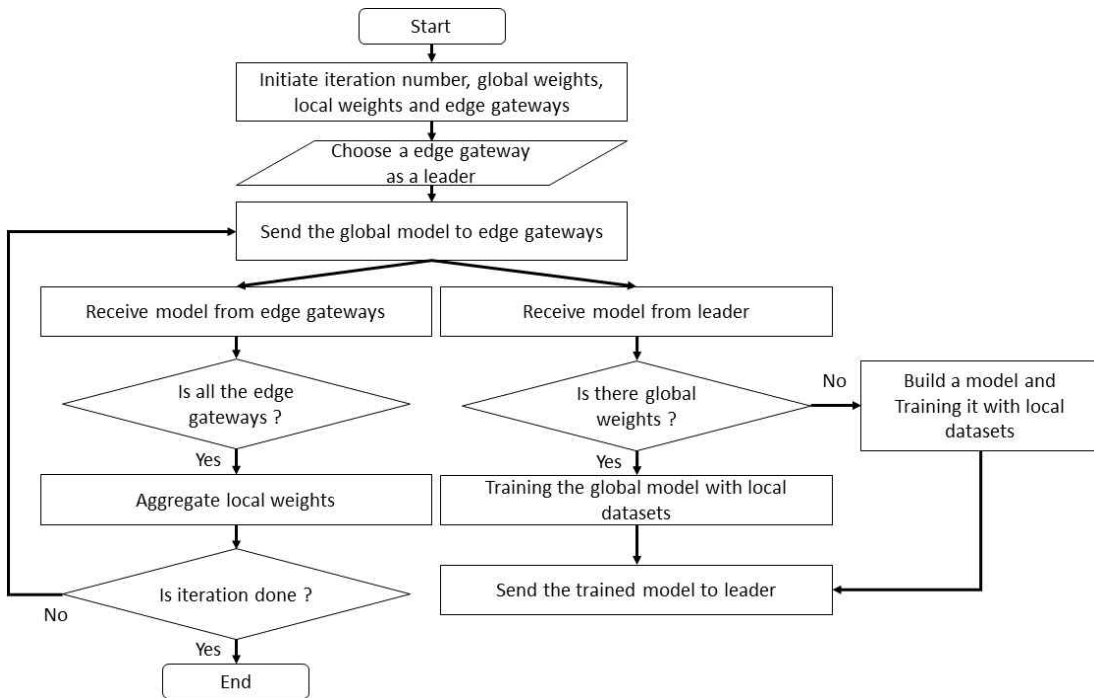 Start
Initiate iteration number, global weights,
local weights and edge gateways
Choose a edge gateway
as a leader
Send the global model to edge gateways
Receive model from edge gateways
Receive model from leader
Is all the edge
gateways ?
Is there global
weights ?
No
Build a model and
Training it with local
datasets
Yes
Yes
Aggregate local weights
Training the global model with local
datasets
Is iteration done ?
No
Send the trained model to leader
Yes
End